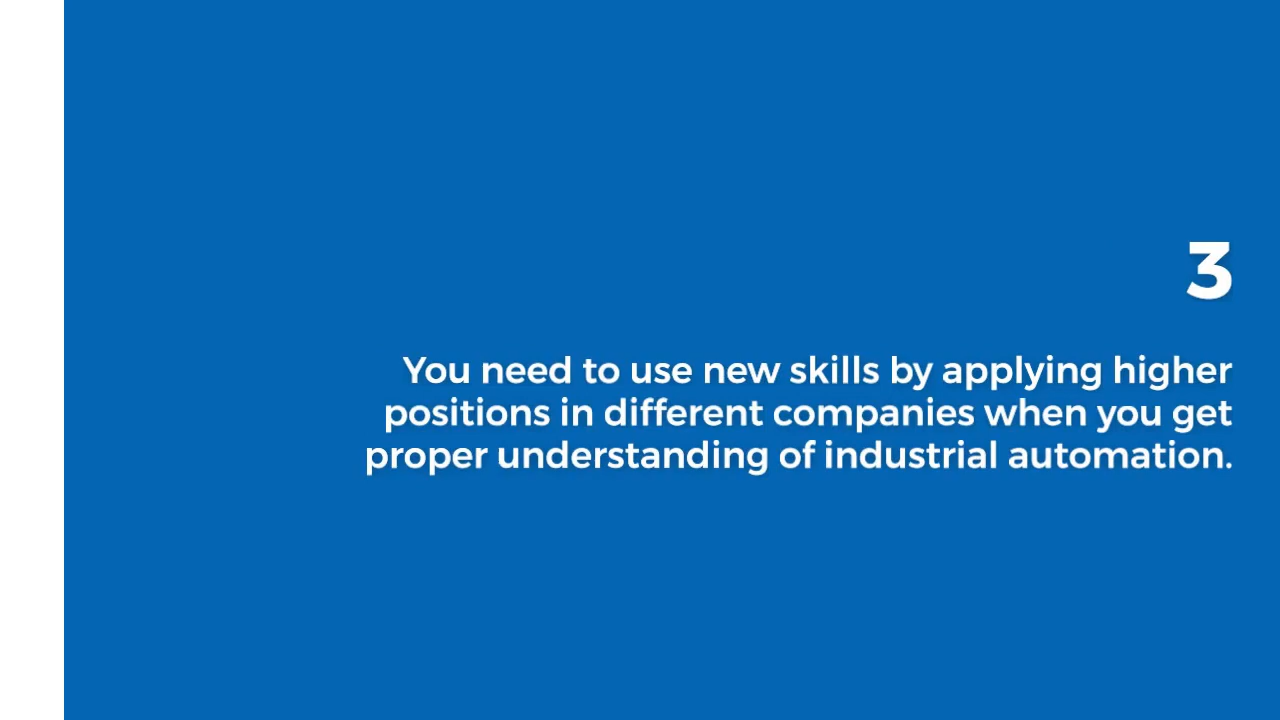 3
You need to use new skills by applying higher
positions in different companies when you get
proper understanding of industrial automation.